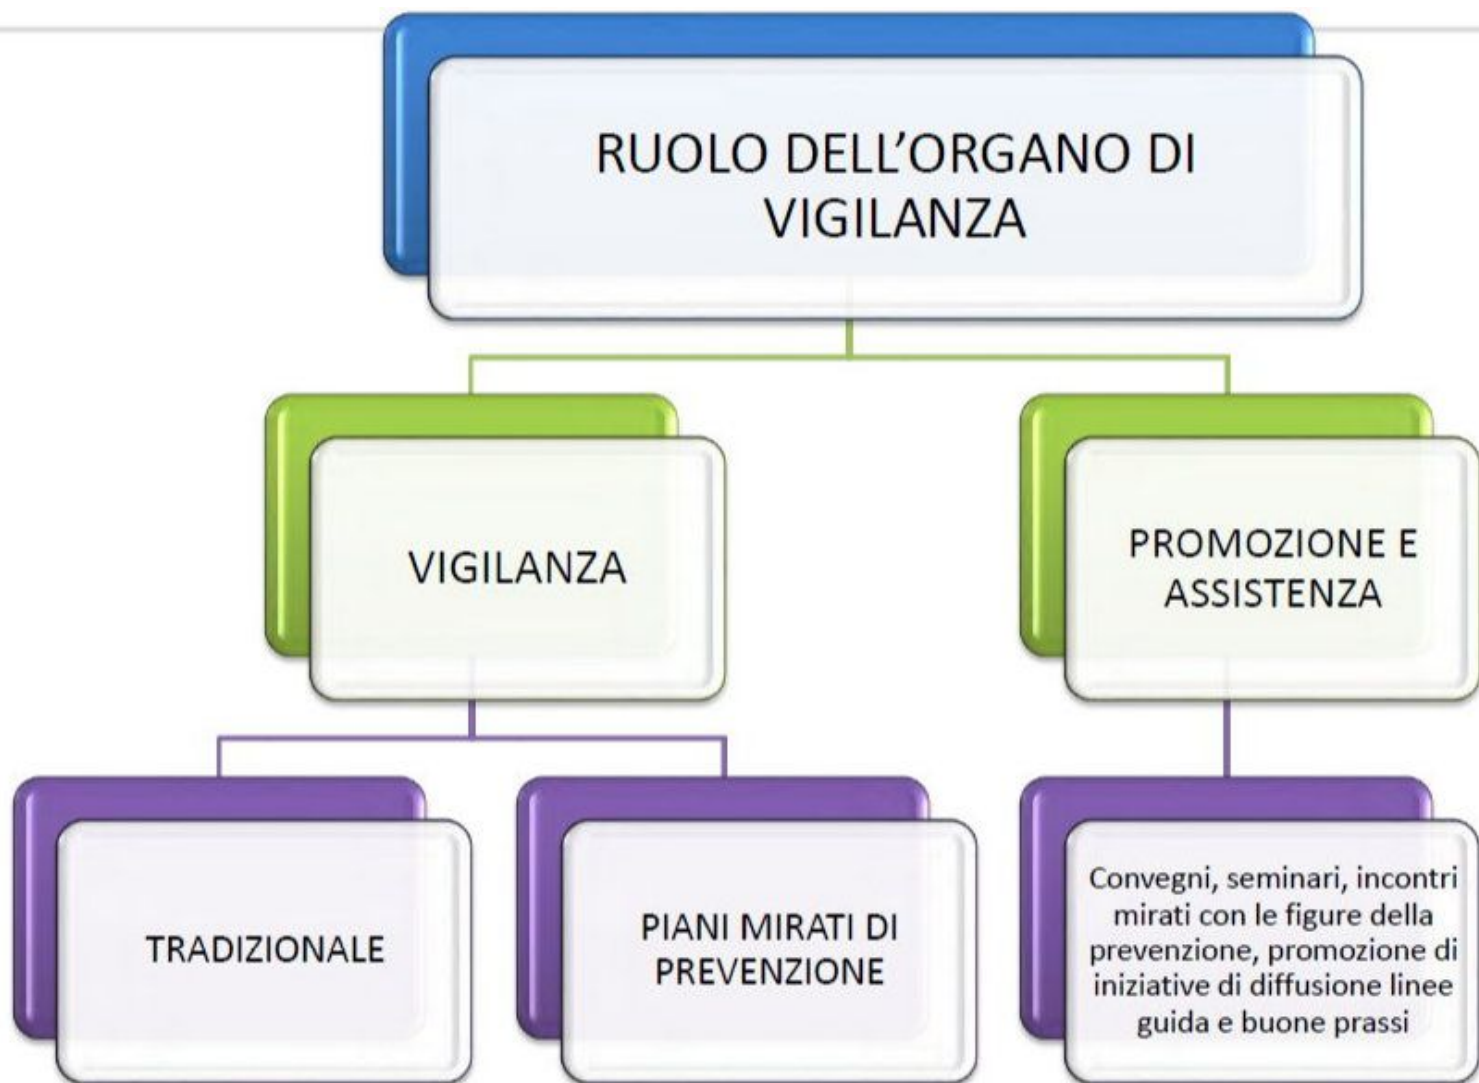 RUOLO DELL’ORGANO DI
VIGILANZA
VIGILANZA
PROMOZIONE E
ASSISTENZA
TRADIZIONALE
PIANI MIRATI DI
PREVENZIONE
Convegni, seminari, incontri
mirati con le figure della
prevenzione, promozione di
iniziative di diffusione linee
guida e buone prassi